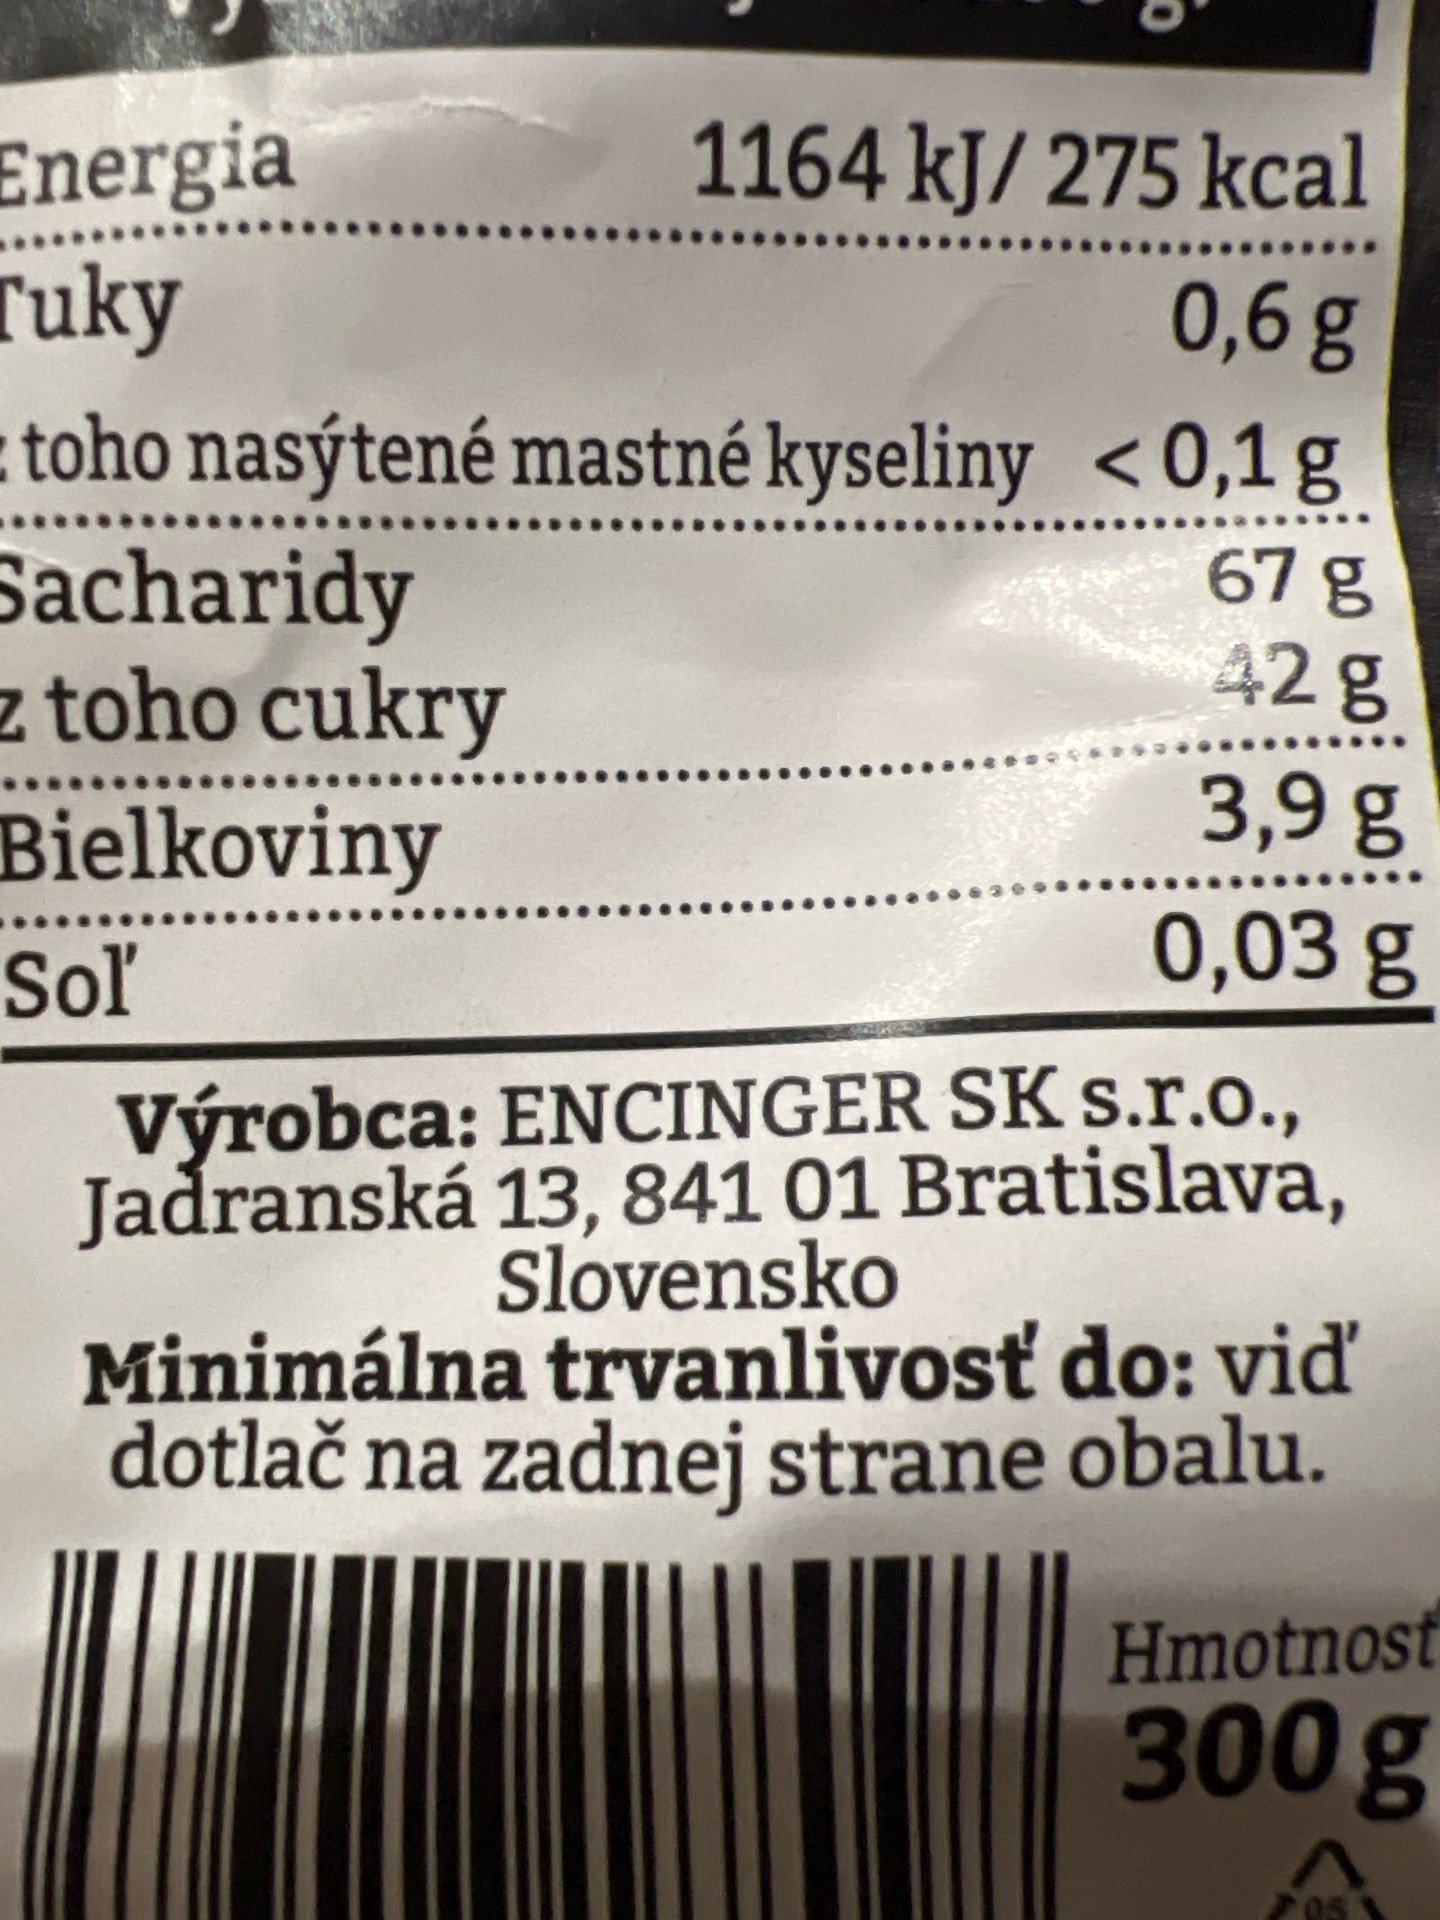 Energia 1164 kJ/ 275 kcal
Tuky 0,6 g
z toho nasýtené mastné kyseliny < 0,1 g
Sacharidy 67 g
z toho cukry 42 g
Bielkoviny 3,9 g
Soľ 0,03 g
Výrobca: ENCINGER SK s.r.o.,
Jadranská 13, 841 01 Bratislava,
Slovensko
Minimálna trvanlivosť do: viď
dotlač na zadnej strane obalu.
Hmotnosť
300 g
05